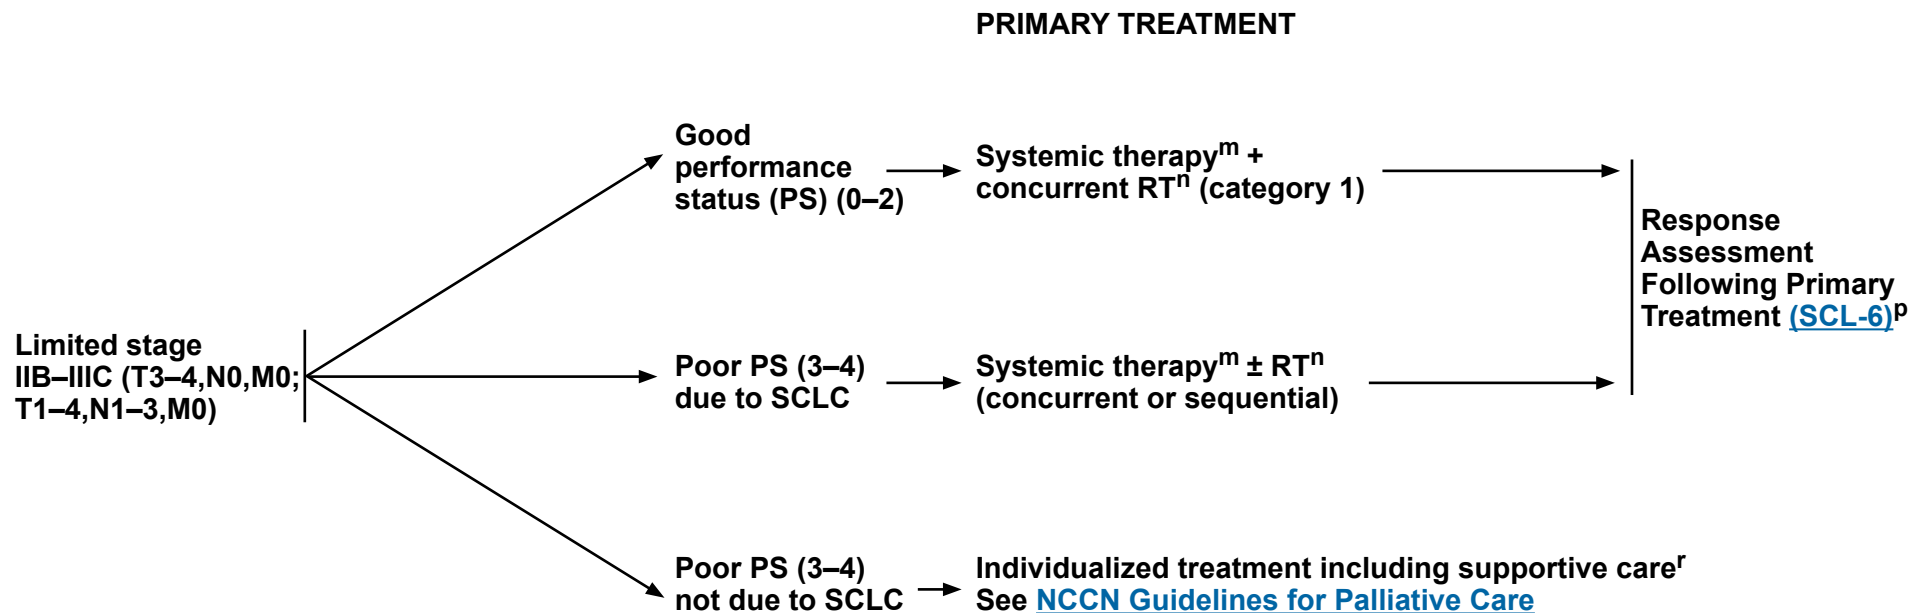 PRIMARY TREATMENT
Good
performance
status (PS) (0–2)
Systemic therapyᵐ +
concurrent RTⁿ (category 1)
Response
Assessment
Following Primary
Treatment (SCL-6)ᵖ
Limited stage
IIB–IIIC (T3–4,N0,M0;
T1–4,N1–3,M0)
Poor PS (3–4)
due to SCLC
Systemic therapyᵐ ± RTⁿ
(concurrent or sequential)
Poor PS (3–4)
not due to SCLC
Individualized treatment including supportive careʳ
See NCCN Guidelines for Palliative Care